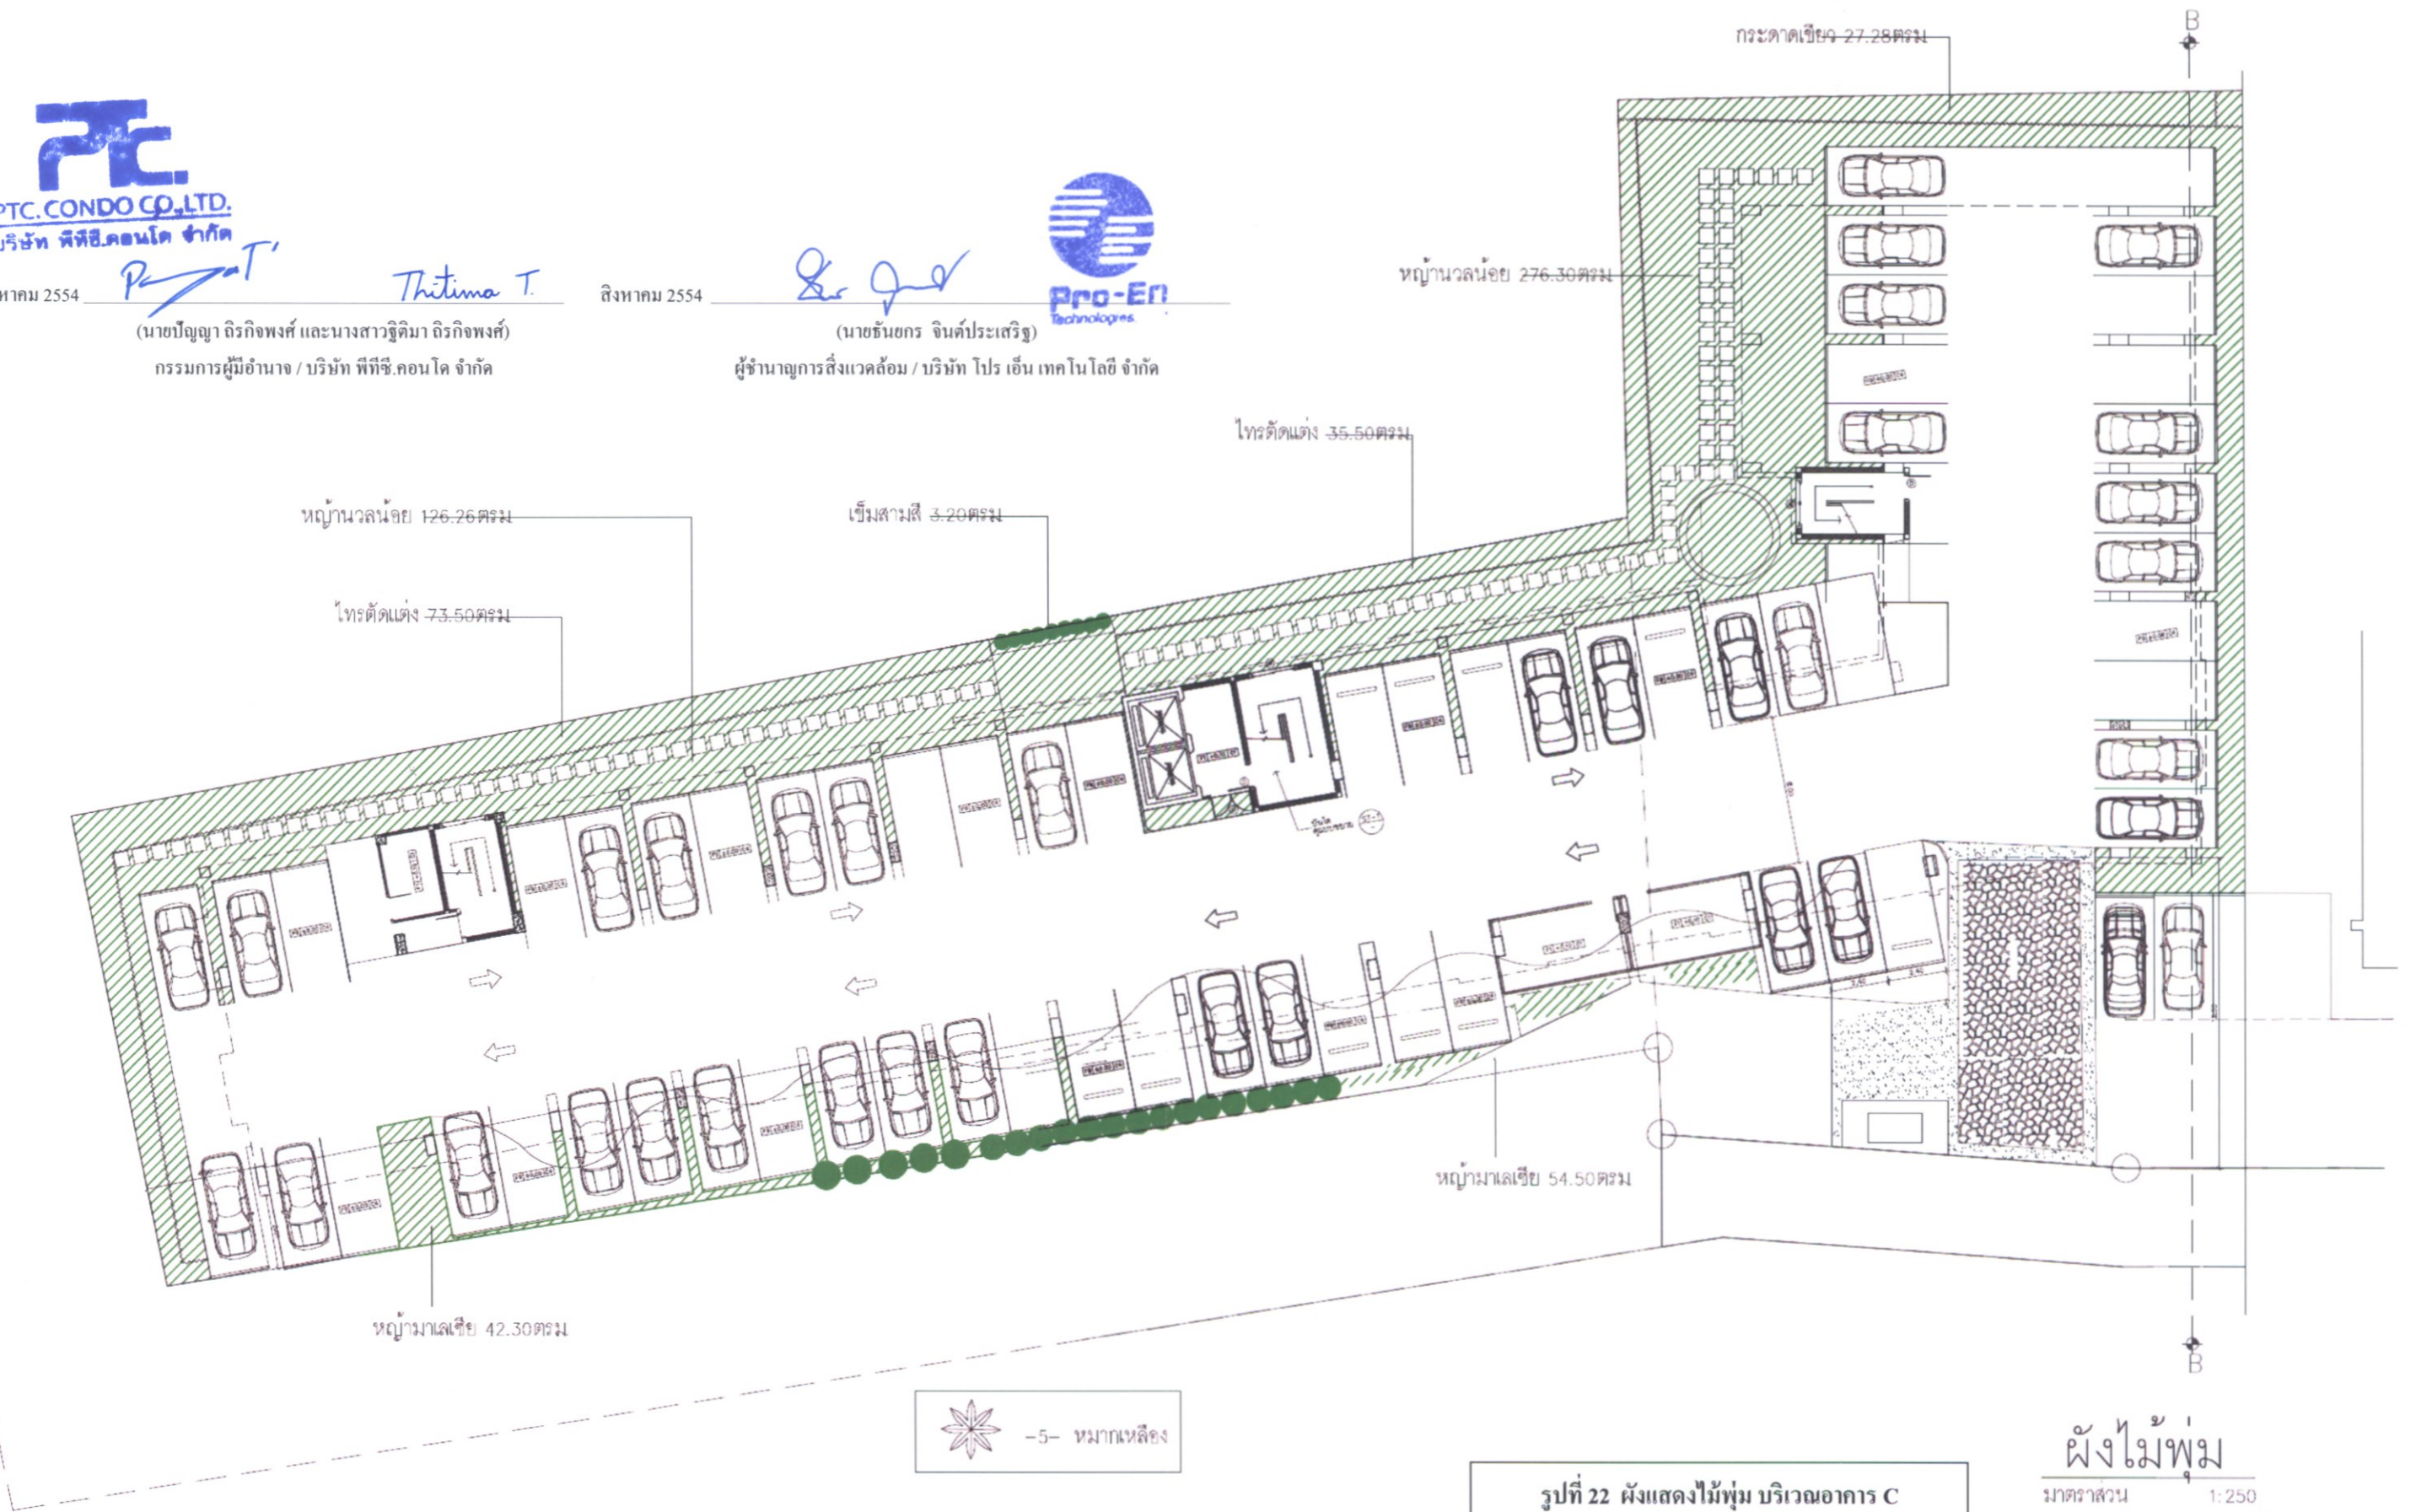 PTC.
PTC. CONDO CO.,LTD.
บริษัท พีทีซี.คอนโด จำกัด
หาคม 2554
Thitima T.
(นายปัญญา ถิรกิจพงศ์ และนางสาวฐิติมา ถิรกิจพงศ์)
กรรมการผู้มีอำนาจ / บริษัท พีทีซี.คอนโด จำกัด
สิงหาคม 2554
Pro-En
Technologies
(นายธันยกร จินต์ประเสริฐ)
ผู้ชำนาญการสิ่งแวดล้อม / บริษัท โปร เอ็น เทคโนโลยี จำกัด
B
กระดาดเขียว 27.28ตรม
หญ้านวลน้อย 276.30ตรม
ไทรตัดแต่ง 35.50ตรม
หญ้านวลน้อย 126.26ตรม
เข็มสามสี 3.20ตรม
ไทรตัดแต่ง 73.50ตรม
หญ้ามาเลเซีย 54.50ตรม
หญ้ามาเลเซีย 42.30ตรม
B
-5- หมากเหลือง
ผังไม้พุ่ม
มาตราส่วน 1:250
รูปที่ 22 ผังแสดงไม้พุ่ม บริเวณอาคาร C